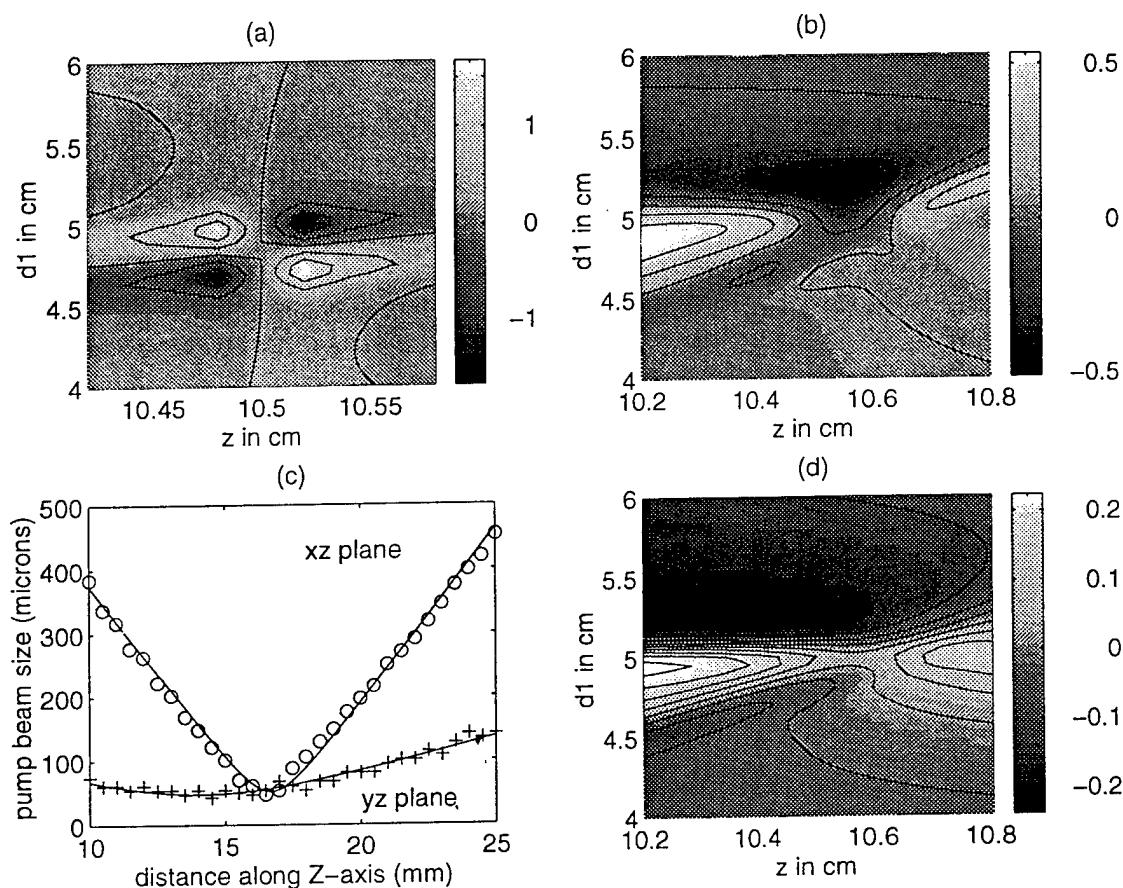 (a)
6
5.5
5
4.5
4
d1 in cm
10.45 10.5 10.55
z in cm
1
0
−1
(b)
6
5.5
5
4.5
4
d1 in cm
10.2 10.4 10.6 10.8
z in cm
0.5
0
−0.5
(c)
500
400
300
200
100
0
pump beam size (microns)
xz plane
yz plane
10 15 20 25
distance along Z−axis (mm)
(d)
6
5.5
5
4.5
4
d1 in cm
10.2 10.4 10.6 10.8
z in cm
0.2
0.1
0
−0.1
−0.2